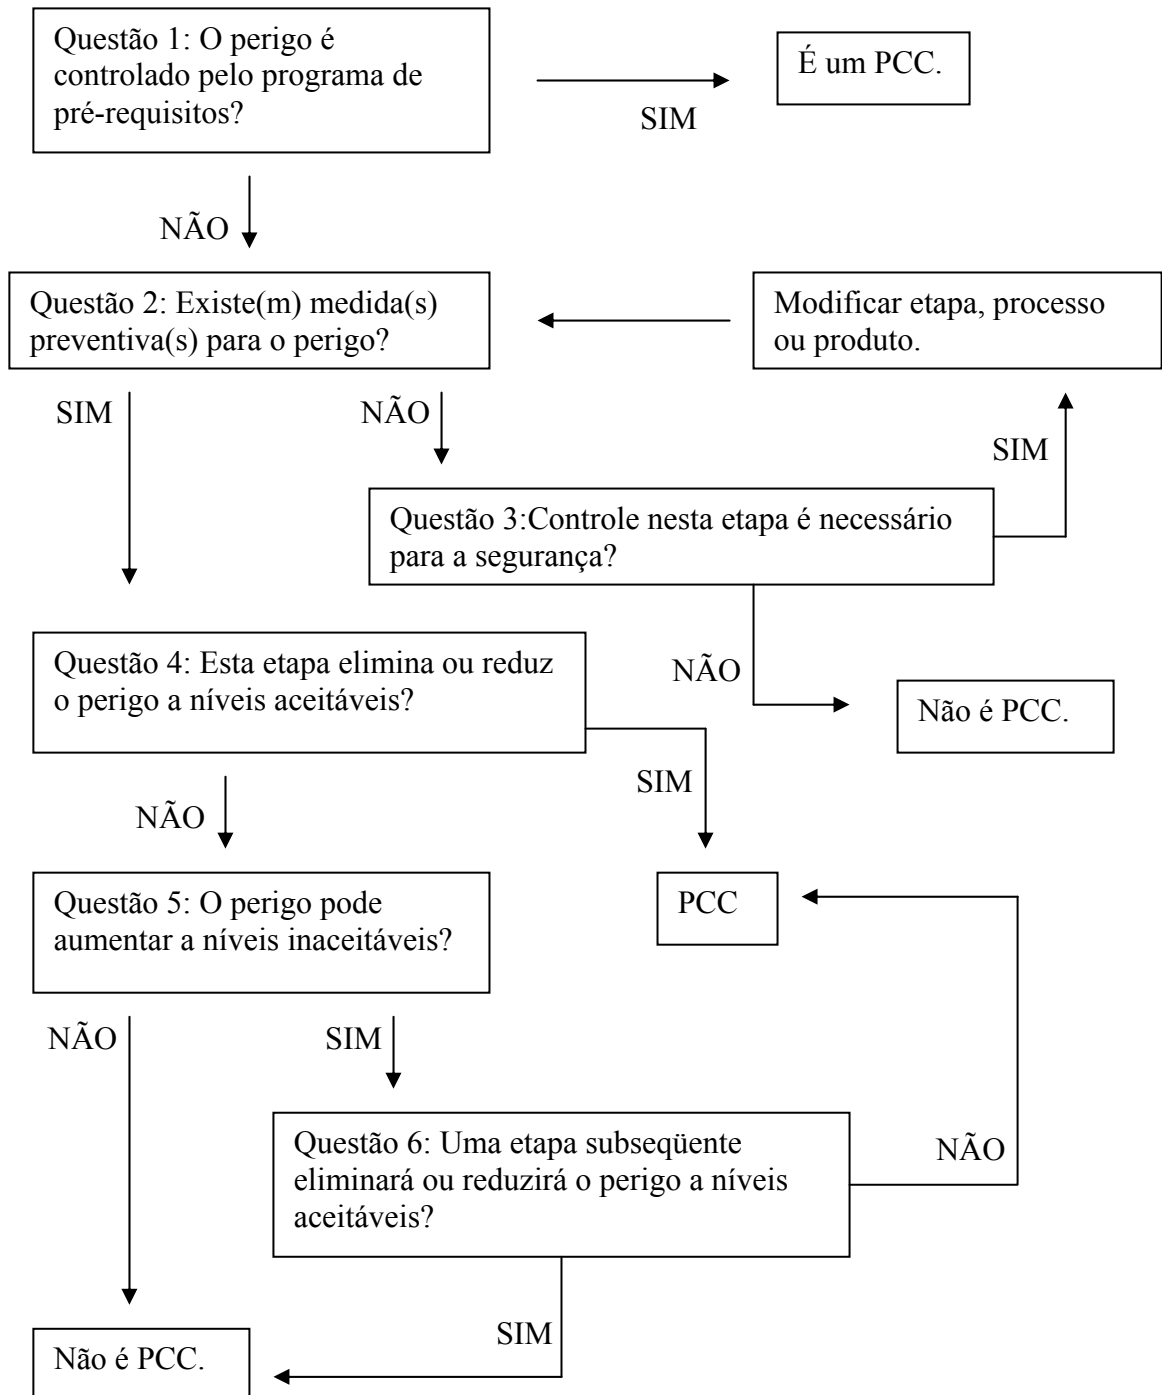 Questão 1: O perigo é
controlado pelo programa de
pré-requisitos?
SIM
É um PCC.
NÃO
Questão 2: Existe(m) medida(s)
preventiva(s) para o perigo?
Modificar etapa, processo
ou produto.
SIM
NÃO
SIM
Questão 3:Controle nesta etapa é necessário
para a segurança?
NÃO
Não é PCC.
Questão 4: Esta etapa elimina ou reduz
o perigo a níveis aceitáveis?
SIM
NÃO
PCC
Questão 5: O perigo pode
aumentar a níveis inaceitáveis?
NÃO
SIM
Questão 6: Uma etapa subseqüente
eliminará ou reduzirá o perigo a níveis
aceitáveis?
NÃO
SIM
Não é PCC.